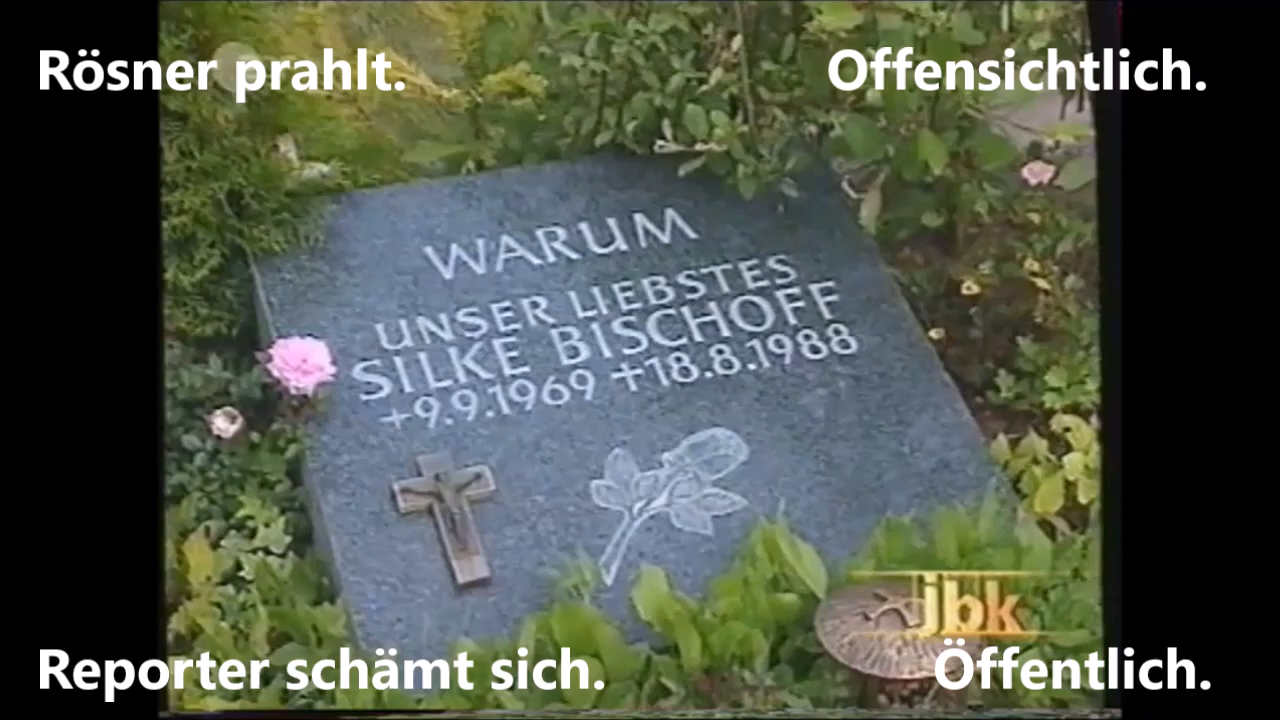 Rösner prahlt.
Offensichtlich.
WARUM
UNSER LIEBSTES
SILKE BISCHOFF
+9.9.1969 +18.8.1988
jbk
Reporter schämt sich.
Öffentlich.